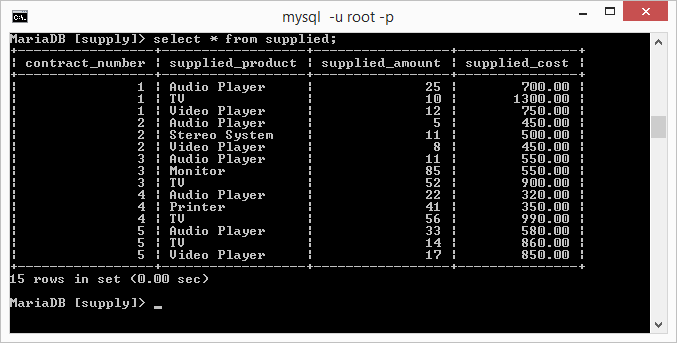 mysql -u root -p
MariaDB [supply]> select * from supplied;
+-----------------+------------------+-----------------+---------------+
| contract_number | supplied_product | supplied_amount | supplied_cost |
+-----------------+------------------+-----------------+---------------+
| 1 | Audio Player | 25 | 700.00 |
| 1 | TV | 10 | 1300.00 |
| 1 | Video Player | 12 | 750.00 |
| 2 | Audio Player | 5 | 450.00 |
| 2 | Stereo System | 11 | 500.00 |
| 2 | Video Player | 8 | 450.00 |
| 3 | Audio Player | 11 | 550.00 |
| 3 | Monitor | 85 | 550.00 |
| 3 | TV | 52 | 900.00 |
| 4 | Audio Player | 22 | 320.00 |
| 4 | Printer | 41 | 350.00 |
| 4 | TV | 56 | 990.00 |
| 5 | Audio Player | 33 | 580.00 |
| 5 | TV | 14 | 860.00 |
| 5 | Video Player | 17 | 850.00 |
+-----------------+------------------+-----------------+---------------+
15 rows in set (0.00 sec)
MariaDB [supply]> _